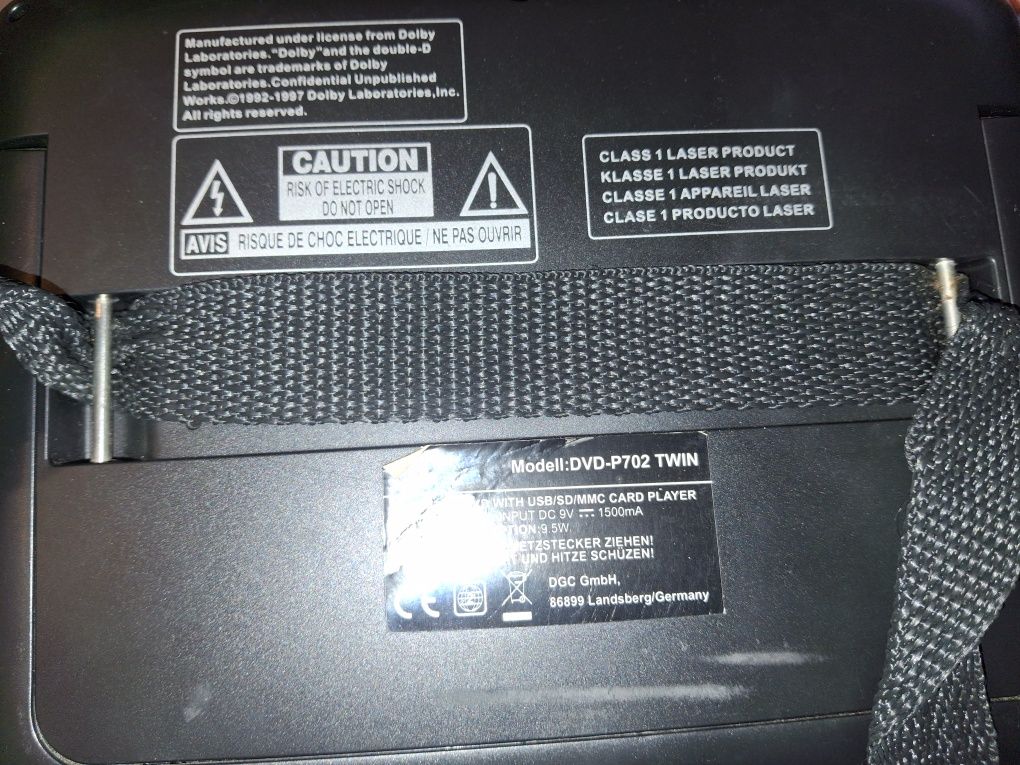 Manufactured under license from Dolby
Laboratories. "Dolby" and the double-D
symbol are trademarks of Dolby
Laboratories.Confidential Unpublished
Works.©1992-1997 Dolby Laboratories,Inc.
All rights reserved.
CAUTION
RISK OF ELECTRIC SHOCK
DO NOT OPEN
AVIS RISQUE DE CHOC ELECTRIQUE / NE PAS OUVRIR
CLASS 1 LASER PRODUCT
KLASSE 1 LASER PRODUKT
CLASSE 1 APPAREIL LASER
CLASE 1 PRODUCTO LASER
Modell:DVD-P702 TWIN
WITH USB/SD/MMC CARD PLAYER
INPUT DC 9V ⎓ 1500mA
9.5W
ZIEHEN!
UND HITZE SCHÜZEN!
CE
DGC GmbH,
86899 Landsberg/Germany